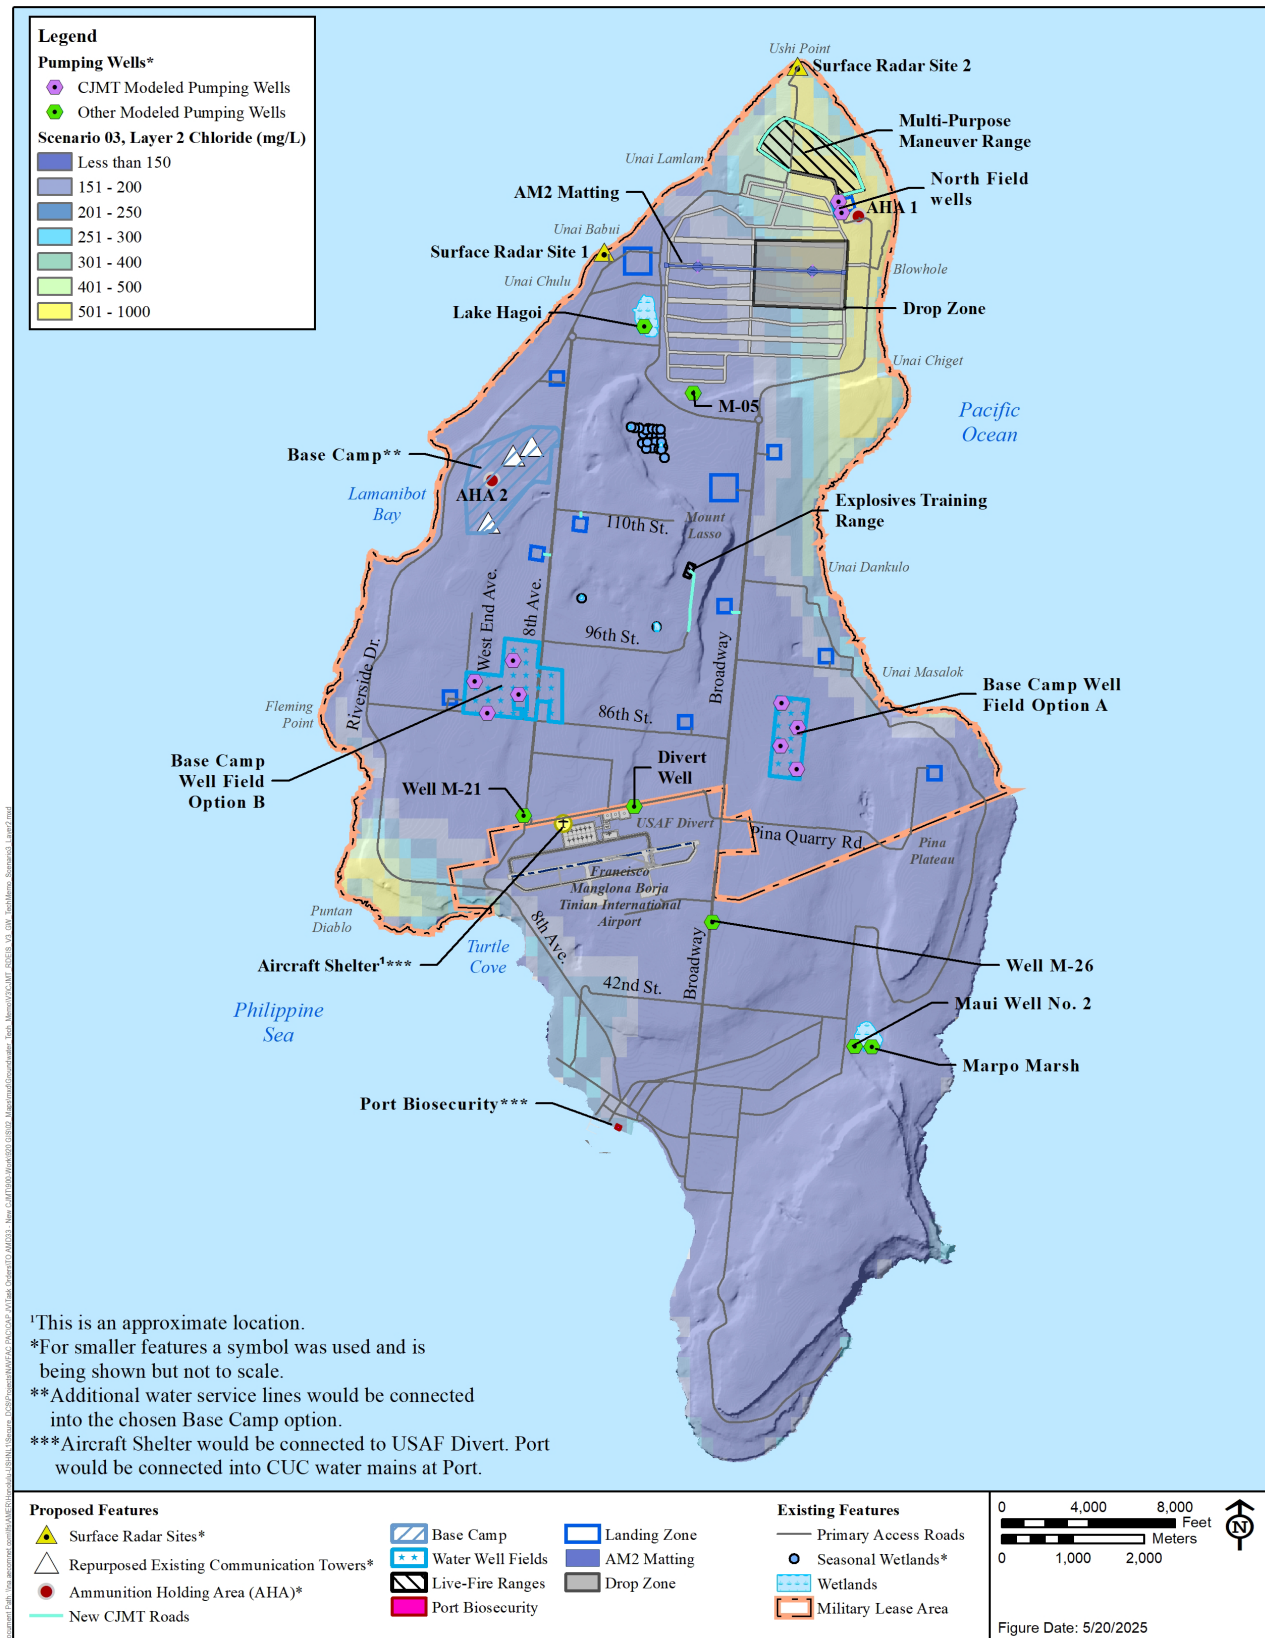 Legend
Pumping Wells*
CJMT Modeled Pumping Wells
Other Modeled Pumping Wells
Scenario 03, Layer 2 Chloride (mg/L)
Less than 150
151 - 200
201 - 250
251 - 300
301 - 400
401 - 500
501 - 1000
Ushi Point
Surface Radar Site 2
Multi-Purpose
Maneuver Range
Unai Lamlam
North Field
wells
AM2 Matting
AHA 1
Unai Babui
Surface Radar Site 1
Blowhole
Unai Chulu
Lake Hagoi
Drop Zone
Unai Chiget
M-05
Pacific
Ocean
Base Camp**
AHA 2
Lamanibot
Bay
Explosives Training
Range
110th St.
Mount
Lasso
Unai Dankulo
West End Ave.
8th Ave.
96th St.
Broadway
Riverside Dr.
Unai Masalok
Base Camp Well
Field Option A
Fleming
Point
86th St.
Base Camp
Well Field
Option B
Divert
Well
Well M-21
USAF Divert
Pina Quarry Rd.
Pina
Plateau
Francisco
Manglona Borja
Tinian International
Airport
Puntan
Diablo
8th Ave.
Turtle
Cove
Aircraft Shelter¹***
Broadway
Well M-26
42nd St.
Maui Well No. 2
Philippine
Sea
Marpo Marsh
Port Biosecurity***
¹This is an approximate location.
*For smaller features a symbol was used and is
being shown but not to scale.
**Additional water service lines would be connected
into the chosen Base Camp option.
***Aircraft Shelter would be connected to USAF Divert. Port
would be connected into CUC water mains at Port.
Proposed Features
Surface Radar Sites*
Repurposed Existing Communication Towers*
Ammunition Holding Area (AHA)*
New CJMT Roads
Base Camp
Water Well Fields
Live-Fire Ranges
Port Biosecurity
Landing Zone
AM2 Matting
Drop Zone
Existing Features
Primary Access Roads
Seasonal Wetlands*
Wetlands
Military Lease Area
0 4,000 8,000
Feet
Meters
0 1,000 2,000
N
Figure Date: 5/20/2025